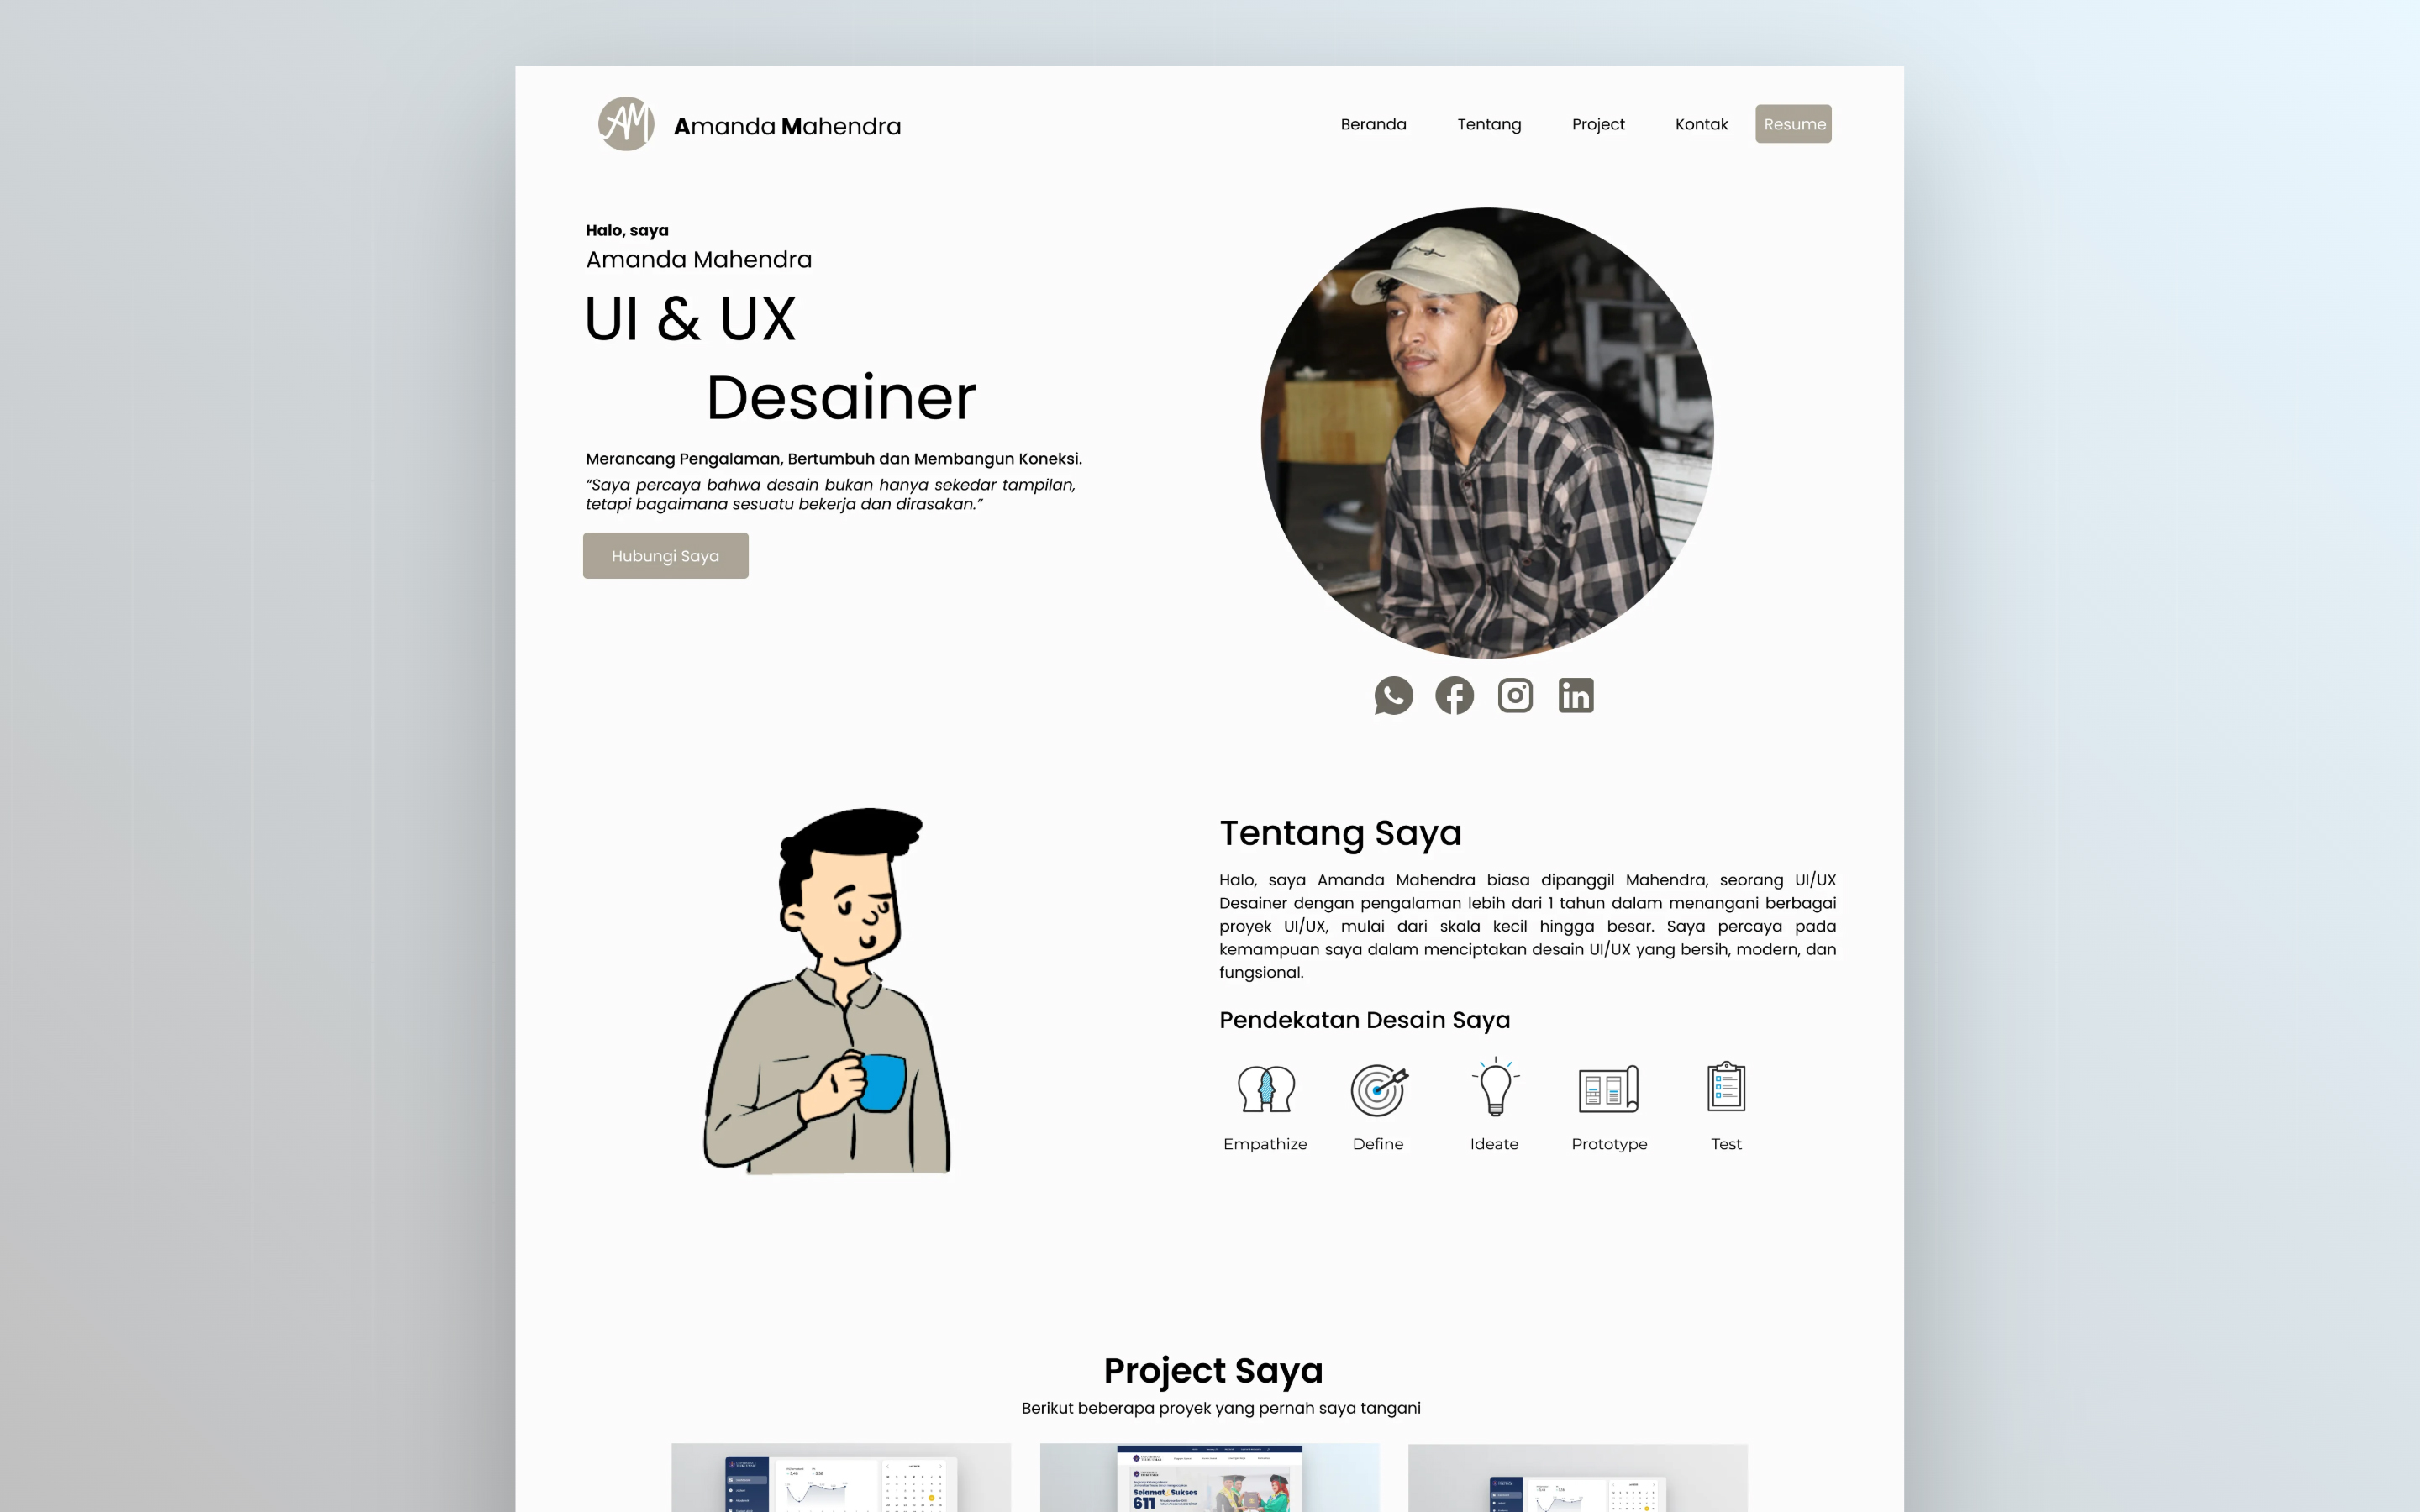 AM
Amanda Mahendra
Beranda
Tentang
Project
Kontak
Resume
Halo, saya
Amanda Mahendra
UI & UX
Desainer
Merancang Pengalaman, Bertumbuh dan Membangun Koneksi.
“Saya percaya bahwa desain bukan hanya sekedar tampilan,
tetapi bagaimana sesuatu bekerja dan dirasakan.”
Hubungi Saya
Tentang Saya
Halo, saya Amanda Mahendra biasa dipanggil Mahendra, seorang UI/UX
Desainer dengan pengalaman lebih dari 1 tahun dalam menangani berbagai
proyek UI/UX, mulai dari skala kecil hingga besar. Saya percaya pada
kemampuan saya dalam menciptakan desain UI/UX yang bersih, modern, dan
fungsional.
Pendekatan Desain Saya
Empathize
Define
Ideate
Prototype
Test
Project Saya
Berikut beberapa proyek yang pernah saya tangani
Selamat Sukses
611